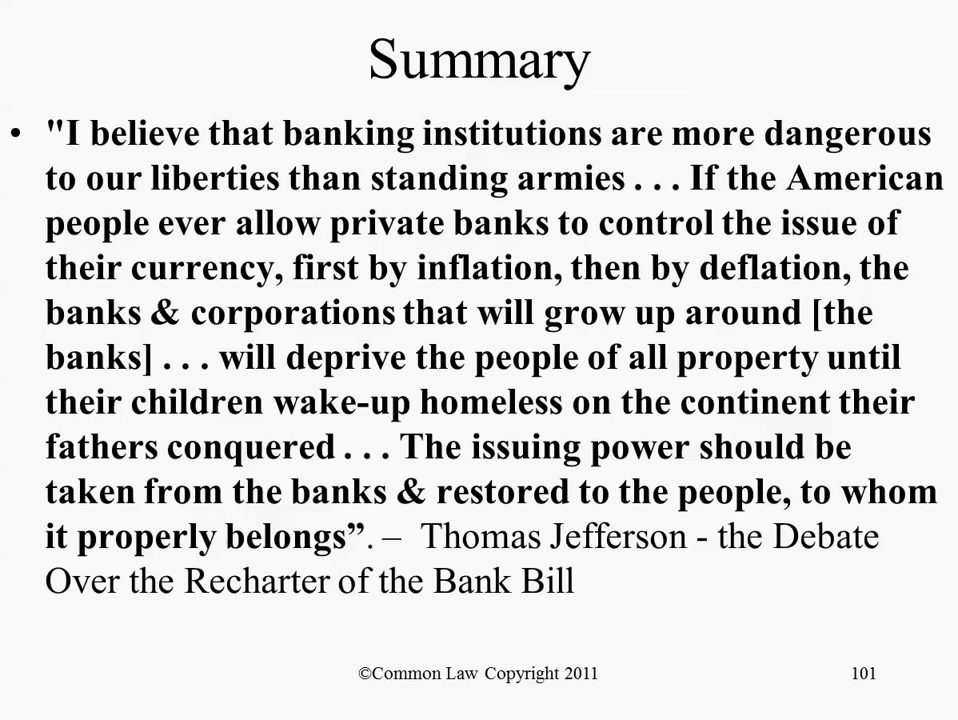 Summary
• "I believe that banking institutions are more dangerous
to our liberties than standing armies . . . If the American
people ever allow private banks to control the issue of
their currency, first by inflation, then by deflation, the
banks & corporations that will grow up around [the
banks] . . . will deprive the people of all property until
their children wake-up homeless on the continent their
fathers conquered . . . The issuing power should be
taken from the banks & restored to the people, to whom
it properly belongs”. – Thomas Jefferson - the Debate
Over the Recharter of the Bank Bill
©Common Law Copyright 2011
101